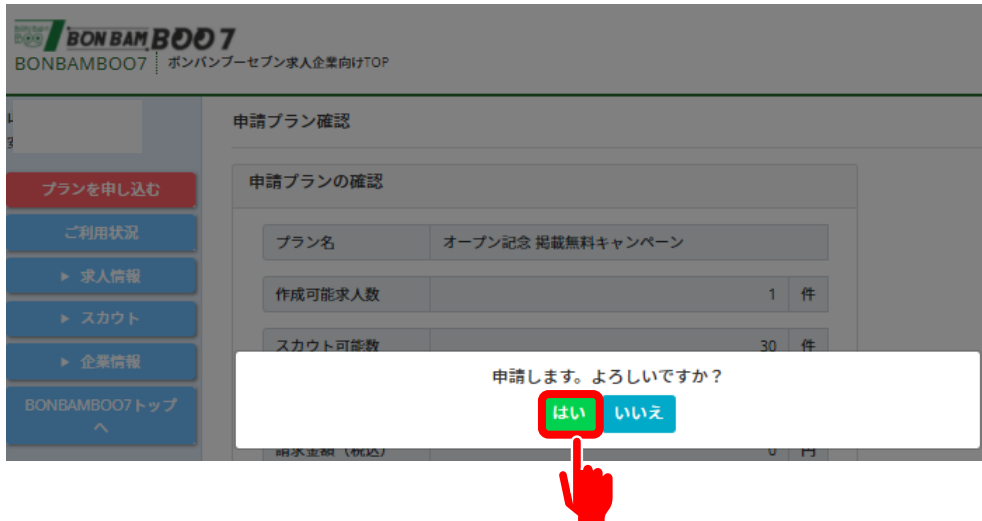 BON BAM BOO 7
BONBAMBOO7 ボンバンブーセブン求人企業向けTOP
申請プラン確認
プランを申し込む
ご利用状況
▶ 求人情報
▶ スカウト
▶ 企業情報
BONBAMBOO7トップ
へ
申請プランの確認
プラン名 オープン記念 掲載無料キャンペーン
作成可能求人数 1 件
スカウト可能数 30 件
申請します。よろしいですか？
はい いいえ
請求金額（税込） 0 円